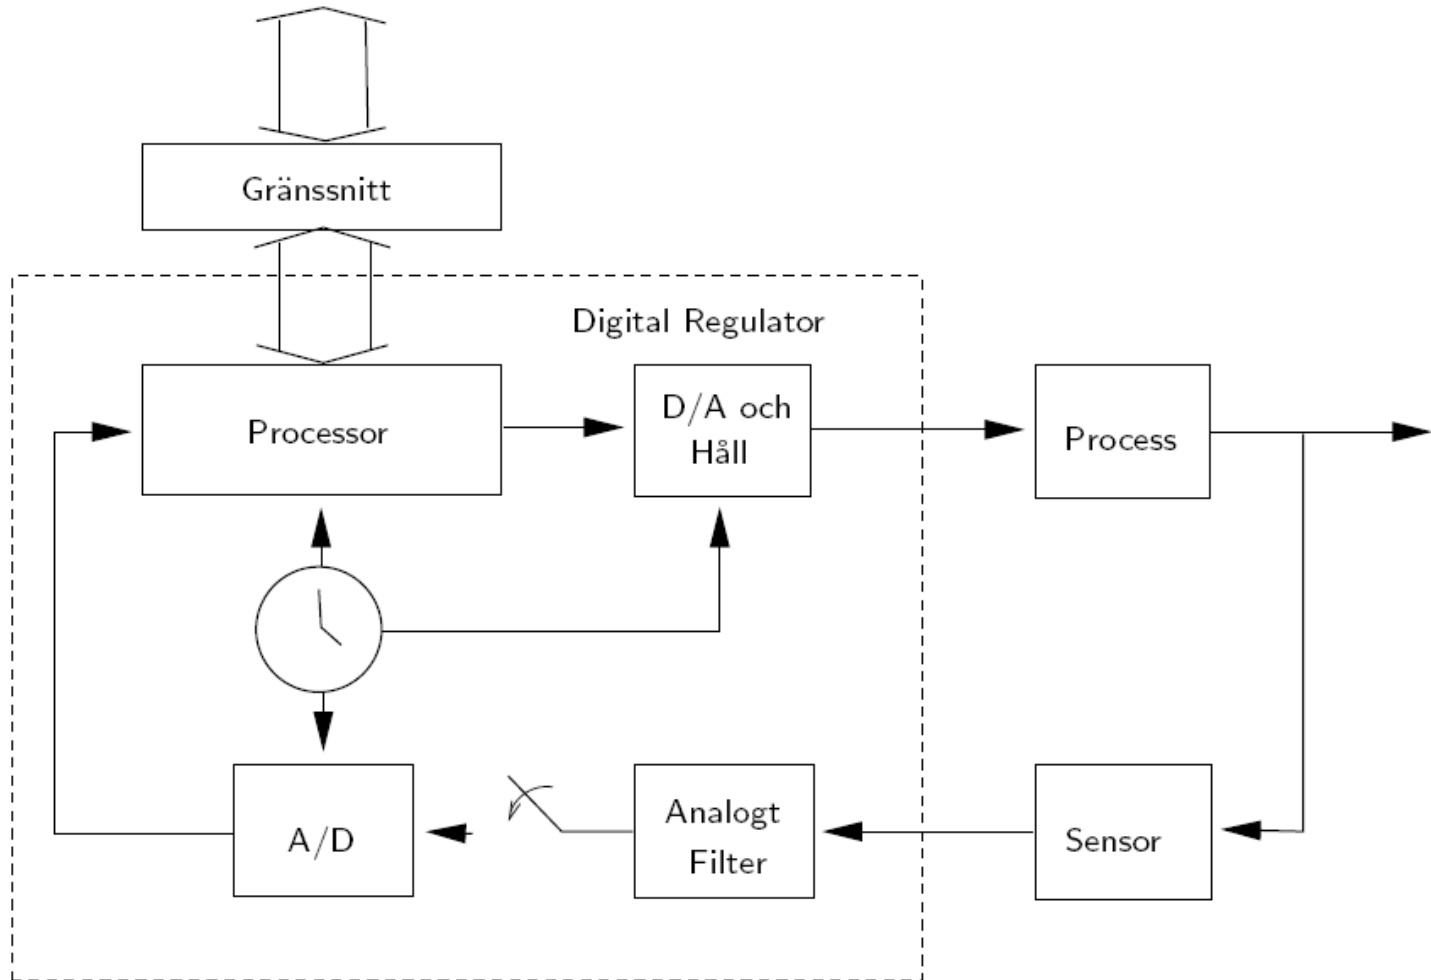 Gränssnitt
Digital Regulator
Processor
D/A och
Håll
Process
A/D
Analogt
Filter
Sensor